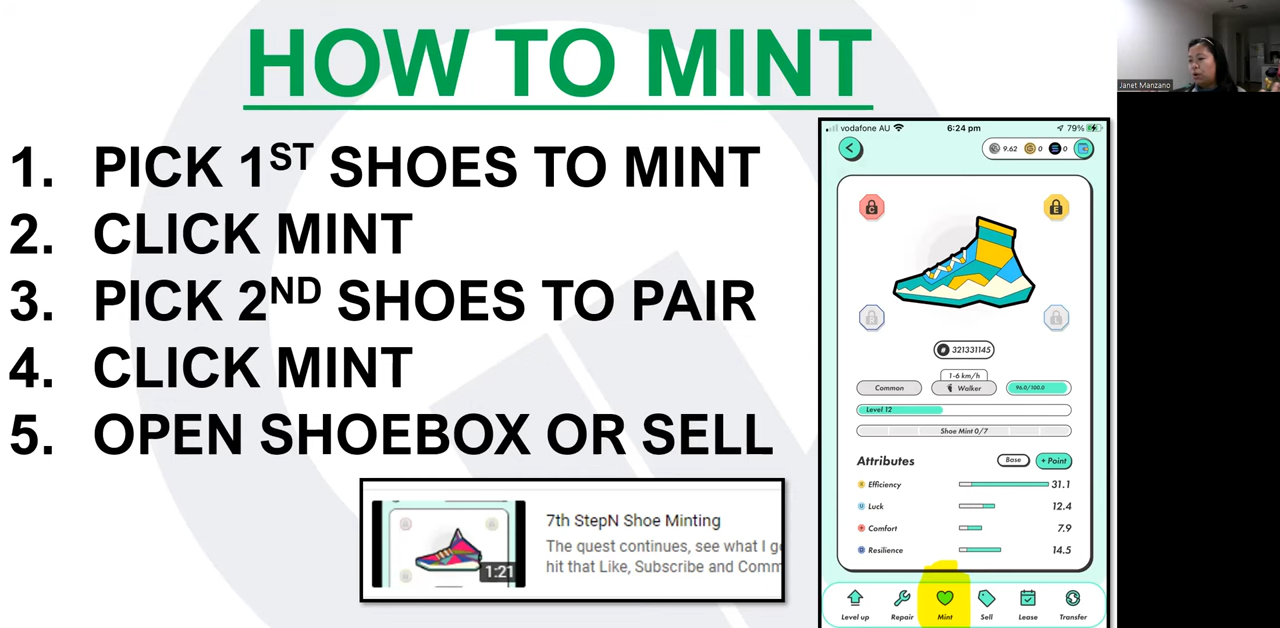 HOW TO MINT
1. PICK 1ST SHOES TO MINT
2. CLICK MINT
3. PICK 2ND SHOES TO PAIR
4. CLICK MINT
5. OPEN SHOEBOX OR SELL
1:21
7th StepN Shoe Minting
The quest continues, see what I g
hit that Like, Subscribe and Comm
Janet Manzano
vodafone AU 6:24 pm 79%
9.62 0 0
C E
B L
# 321331145
1-6 km/h
Common Walker 96.0/100.0
Level 12
Shoe Mint 0/7
Attributes Base + Point
Efficiency 31.1
Luck 12.4
Comfort 7.9
Resilience 14.5
Level up Repair Mint Sell Lease Transfer